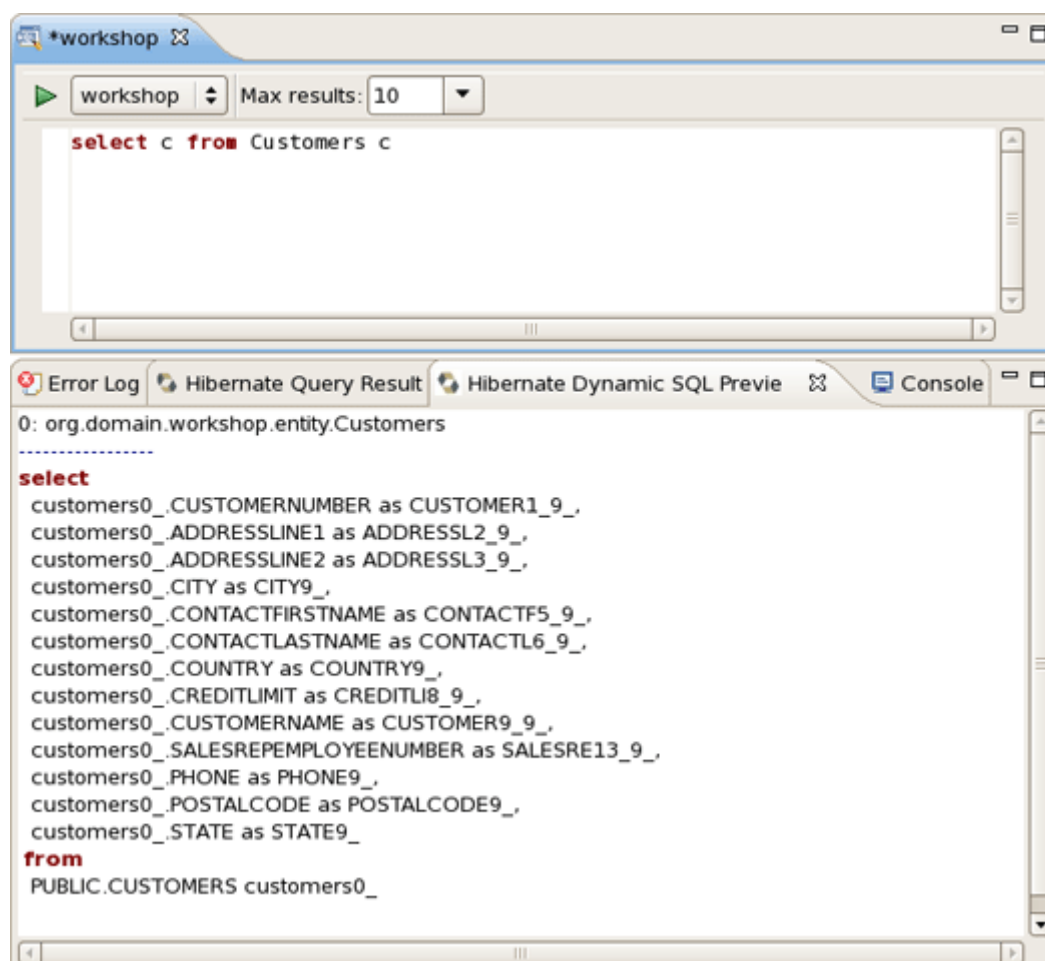 *workshop
workshop Max results: 10
select c from Customers c
Error Log Hibernate Query Result Hibernate Dynamic SQL Previe Console
0: org.domain.workshop.entity.Customers
-----------------
select
customers0_.CUSTOMERNUMBER as CUSTOMER1_9_,
customers0_.ADDRESSLINE1 as ADDRESSL2_9_,
customers0_.ADDRESSLINE2 as ADDRESSL3_9_,
customers0_.CITY as CITY9_,
customers0_.CONTACTFIRSTNAME as CONTACTF5_9_,
customers0_.CONTACTLASTNAME as CONTACTL6_9_,
customers0_.COUNTRY as COUNTRY9_,
customers0_.CREDITLIMIT as CREDITLI8_9_,
customers0_.CUSTOMERNAME as CUSTOMER9_9_,
customers0_.SALESREPEMPLOYEENUMBER as SALESRE13_9_,
customers0_.PHONE as PHONE9_,
customers0_.POSTALCODE as POSTALCODE9_,
customers0_.STATE as STATE9_
from
PUBLIC.CUSTOMERS customers0_